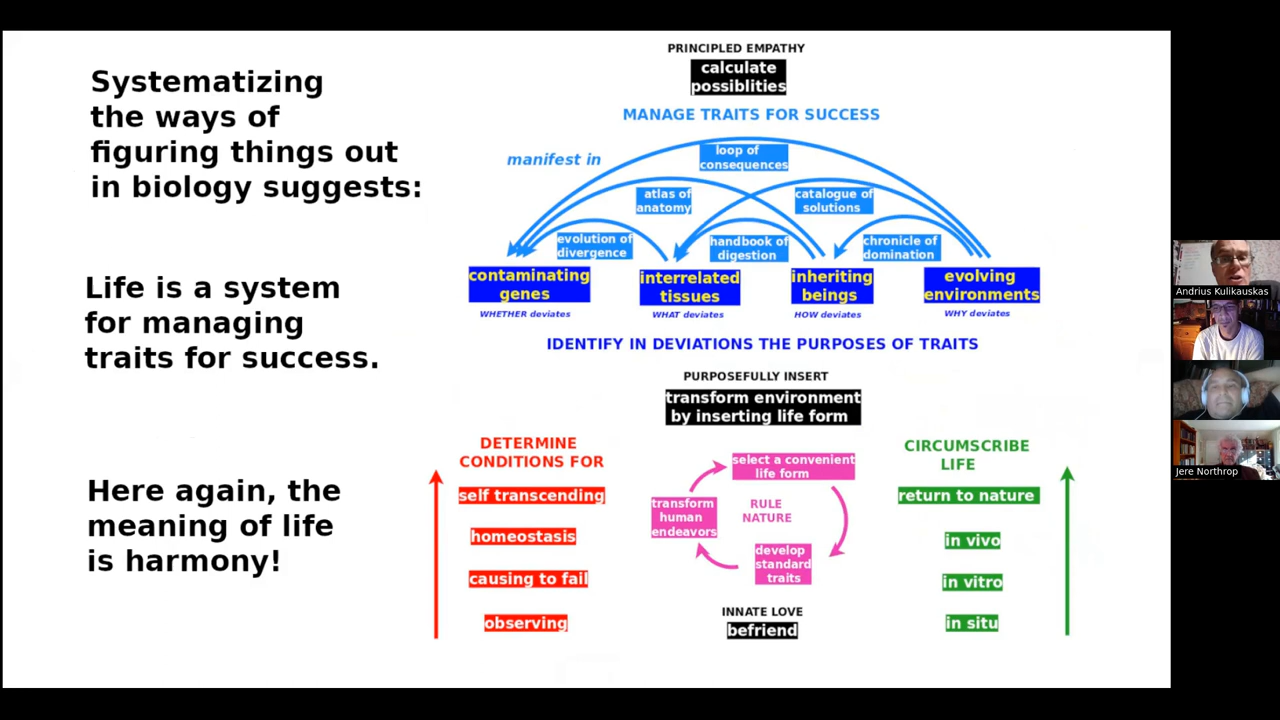 Systematizing
the ways of
figuring things out
in biology suggests:
Life is a system
for managing
traits for success.
Here again, the
meaning of life
is harmony!
PRINCIPLED EMPATHY
calculate
possiblities
MANAGE TRAITS FOR SUCCESS
manifest in
loop of
consequences
atlas of
anatomy
catalogue of
solutions
evolution of
divergence
handbook of
digestion
chronicle of
domination
contaminating
genes
interrelated
tissues
inheriting
beings
evolving
environments
WHETHER deviates
WHAT deviates
HOW deviates
WHY deviates
IDENTIFY IN DEVIATIONS THE PURPOSES OF TRAITS
PURPOSEFULLY INSERT
transform environment
by inserting life form
DETERMINE
CONDITIONS FOR
self transcending
homeostasis
causing to fail
observing
select a convenient
life form
transform
human
endeavors
RULE
NATURE
develop
standard
traits
INNATE LOVE
befriend
CIRCUMSCRIBE
LIFE
return to nature
in vivo
in vitro
in situ
Andrius Kulikauskas
Jere Northrop